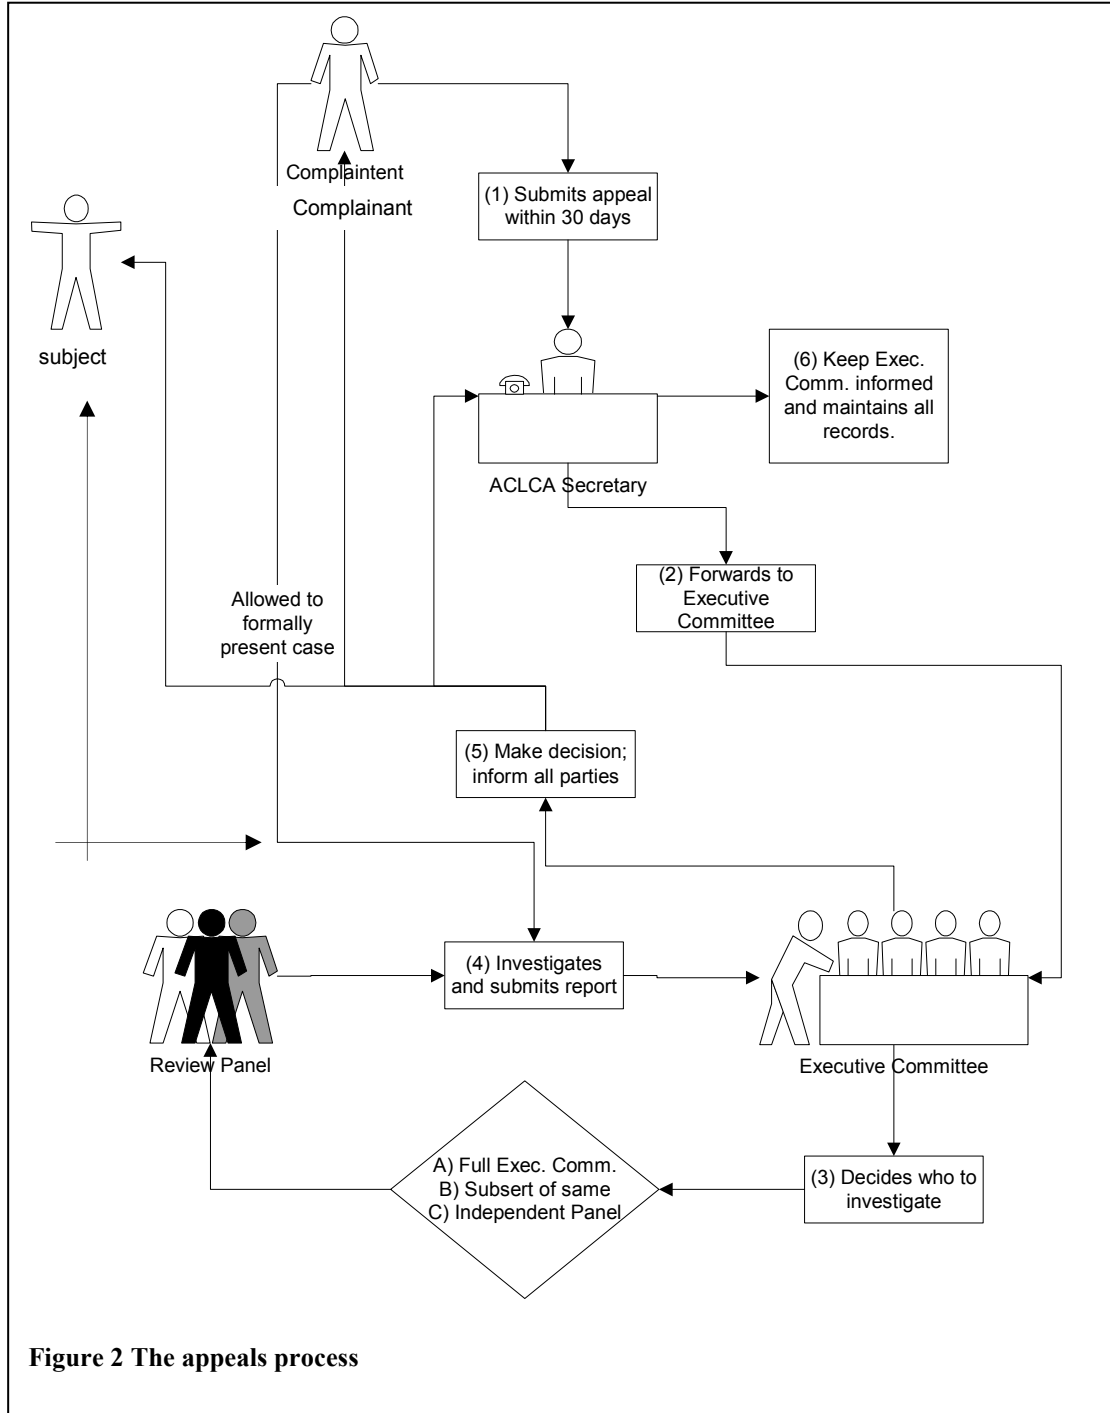 Complaintent
Complainant
(1) Submits appeal
within 30 days
subject
(6) Keep Exec.
Comm. informed
and maintains all
records.
ACLCA Secretary
(2) Forwards to
Executive
Committee
Allowed to
formally
present case
(5) Make decision;
inform all parties
(4) Investigates
and submits report
Review Panel
Executive Committee
A) Full Exec. Comm.
B) Subsert of same
C) Independent Panel
(3) Decides who to
investigate
Figure 2 The appeals process